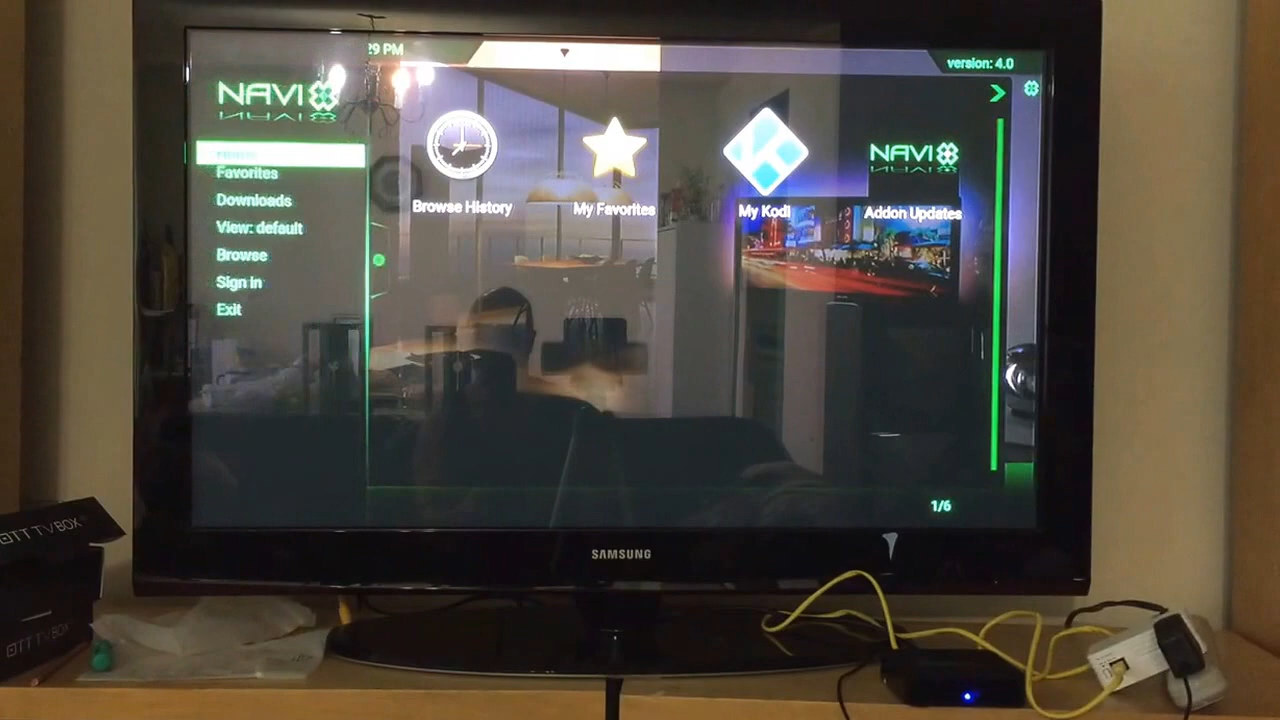 29 PM
version: 4.0
NAVI
Favorites
Downloads
View: default
Browse
Sign in
Exit
Browse History
My Favorites
My Kodi
NAVI
Addon Updates
1/6
SAMSUNG
OTT TV BOX
OTT TV BOX